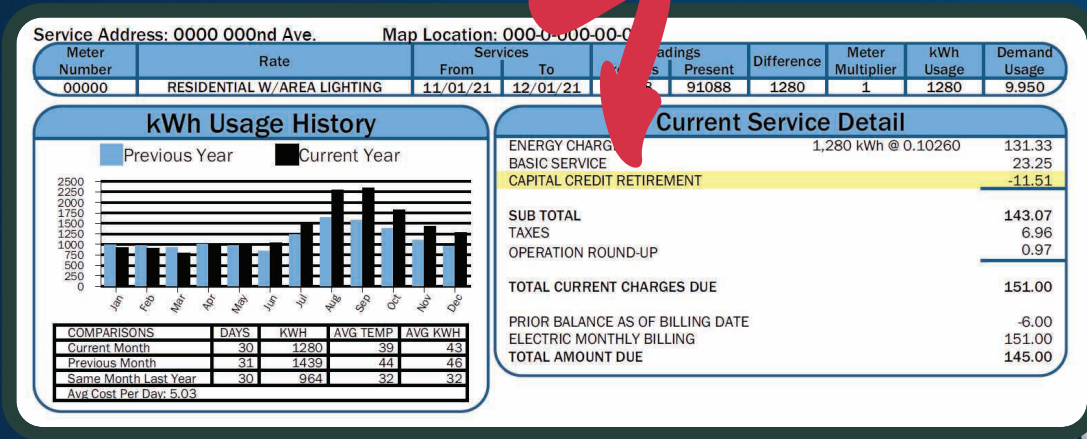 Service Address: 0000 000nd Ave. Map Location: 000-0-000-00-0
Meter Number Rate Services From To Present Difference Meter Multiplier kWh Usage Demand Usage
00000 RESIDENTIAL W/AREA LIGHTING 11/01/21 12/01/21 91088 1280 1 1280 9.950
kWh Usage History
Previous Year Current Year
2500
2250
2000
1750
1500
1250
1000
750
500
250
0
Jan Feb Mar Apr May Jun Jul Aug Sep Oct Nov Dec
COMPARISONS DAYS KWH AVG TEMP AVG KWH
Current Month 30 1280 39 43
Previous Month 31 1439 44 46
Same Month Last Year 30 964 32 32
Avg Cost Per Day: 5.03
Current Service Detail
ENERGY 1,280 kWh @ 0.10260 131.33
BASIC SERVICE 23.25
CAPITAL CREDIT RETIREMENT -11.51
SUB TOTAL 143.07
TAXES 6.96
OPERATION ROUND-UP 0.97
TOTAL CURRENT CHARGES DUE 151.00
PRIOR BALANCE AS OF BILLING DATE -6.00
ELECTRIC MONTHLY BILLING 151.00
TOTAL AMOUNT DUE 145.00